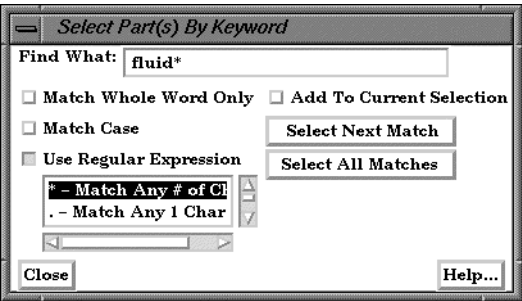 Select Part(s) By Keyword
Find What: fluid*
Match Whole Word Only Add To Current Selection
Match Case Select Next Match
Use Regular Expression Select All Matches
* – Match Any # of Ch
. – Match Any 1 Char
Close Help...